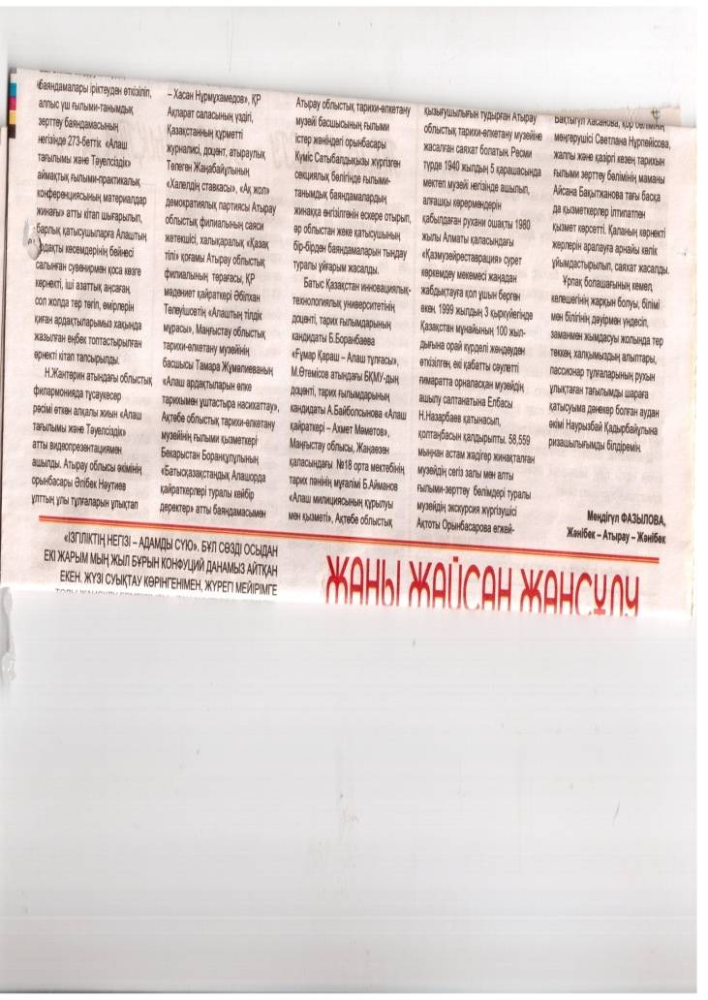 баяндамалары іріктеуден өткізіліп,
алпыс үш ғылыми-танымдық
зерттеу баяндамасының
негізінде 273-беттік «Алаш
тағылымы және Тәуелсіздік»
аймақтық ғылыми-практикалық
конференциясының материалдар
жинағы» атты кітап шығарылып,
барлық қатысушыларға Алаштың
ардақты көсемдерінің бейнесі
салынған сувенирмен қоса кезге
көрнекті, іші азаттық аңсаған,
сол жолда тер төгіп, өмірлерін
қиған ардақтыларымыз хақында
жазылған еңбек топтастырылған
өрнекті кітап тапсырылды.
Н.Жантөрин атындағы облыстық
филармонияда тұсаукесер
рәсімі өткен алқалы жиын «Алаш
тағылымы және Тәуелсіздік»
атты видеопрезентациямен
ашылды. Атырау облысы әкімінің
орынбасары Әлібек Нәутиев
ұлттың ұлы тұлғаларын ұлықтап
– Хасан Нұрмұхамедов», ҚР
Ақпарат саласының үздігі,
Қазақстанның құрметті
журналисі, доцент, атыраулық
Төлеген Жаңабайұлының
«Халелдің ставкасы», «Ақ жол»
демократиялық партиясы Атырау
облыстық филиалының саяси
жетекшісі, халықаралық «Қазақ
тілі» қоғамы Атырау облыстық
филиалының төрағасы, ҚР
мәдениет қайраткері Әбілхан
Төлеуішовтің «Алаштың тілдік
мұрасы», Маңғыстау облыстық
тарихи-өлкетану музейінің
басшысы Тамара Жұмалиеваның
«Алаш ардақтыларын өлке
тарихымен ұштастыра насихаттау»,
Ақтөбе облыстық тарихи-өлкетану
музейінің ғылыми қызметкері
Бекарыстан Боранқұлұлының
«Батысқазақстандық Алашорда
қайраткерлері туралы кейбір
деректер» атты баяндамасымен
Атырау облыстық тарихи-өлкетану
музейі басшысының ғылыми
істер жөніндегі орынбасары
Күміс Сатыбалдықызы жүргізген
секциялық бөлігінде ғылыми-
танымдық баяндамалардың
жинаққа енгізілгенін ескере отырып,
әр облыстан жеке қатысушының
бір-бірден баяндамаларын тыңдау
туралы ұйғарым жасалды.
Батыс Қазақстан инновациялық-
технологиялық университетінің
доценті, тарих ғылымдарының
кандидаты Б.Боранбаева
«Ғұмар Қараш – Алаш тұлғасы»,
М.Өтемісов атындағы БҚМУ-дың
доценті, тарих ғылымдарының
кандидаты А.Байболсынова «Алаш
қайраткері – Ахмет Мәметов»,
Маңғыстау облысы, Жаңаөзен
қаласындағы №18 орта мектебінің
тарих пәнінің мұғалімі Б.Айманов
«Алаш милициясының құрылуы
мен қызметі», Ақтөбе облыстық
қызығушылығын тудырған Атырау
облыстық тарихи-өлкетану музейіне
жасалған саяхат болатын. Ресми
түрде 1940 жылдың 5 қарашасында
мектеп музейі негізінде ашылып,
алғашқы көрермендерін
қабылдаған рухани ошақты 1980
жылы Алматы қаласындағы
«Қазмузейреставрация» сурет
көркемдеу мекемесі жаңадан
жабдықтауға қол ұшын берген
екен. 1999 жылдың 3 қыркүйегінде
Қазақстан мұнайының 100 жыл-
дығына орай күрделі жөндеуден
өткізілген, екі қабатты сәулетті
ғимаратта орналасқан музейдің
ашылу салтанатына Елбасы
Н.Назарбаев қатынасып,
қолтаңбасын қалдырыпты. 58,559
мыңнан астам жәдігер жинақталған
музейдің сегіз залы мен алты
ғылыми-зерттеу бөлімдері туралы
музейдің экскурсия жүргізушісі
Ақтоты Орынбасарова егжей-
Бақтыгүл Хасанова, қор бөлімінің
меңгерушісі Светлана Нұрпейісова,
жалпы және қазіргі кезең тарихын
ғылыми зерттеу бөлімінің маманы
Айсана Бақытжанова тағы басқа
да қызметкерлер ілтипатпен
қызмет көрсетті. Қаланың көрнекті
жерлерін аралауға арнайы көлік
ұйымдастырылып, саяхат жасалды.
Ұрпақ болашағының кемел,
келешегінің жарқын болуы, білімі
мен білігінің дәуірмен үндесіп,
заманмен жымдасуы жолында тер
төккен, халқымыздың алыптары,
пассионар тұлғаларының рухын
ұлықтаған тағылымды шараға
қатысуыма дәнекер болған аудан
әкімі Наурызбай Қадырбайұлына
ризашылығымды білдіремін.
Меңдігүл ФАЗЫЛОВА,
Жәнібек – Атырау – Жәнібек
«ІЗГІЛІКТІҢ НЕГІЗІ – АДАМДЫ СҮЮ». БҰЛ СӨЗДІ ОСЫДАН
ЕКІ ЖАРЫМ МЫҢ ЖЫЛ БҰРЫН КОНФУЦИЙ ДАНАМЫЗ АЙТҚАН
ЕКЕН. ЖҮЗІ СУЫҚТАУ КӨРІНГЕНІМЕН, ЖҮРЕГІ МЕЙІРІМГЕ
ЖАНЫ ЖАЙСАҢ ЖАНСҰЛУ